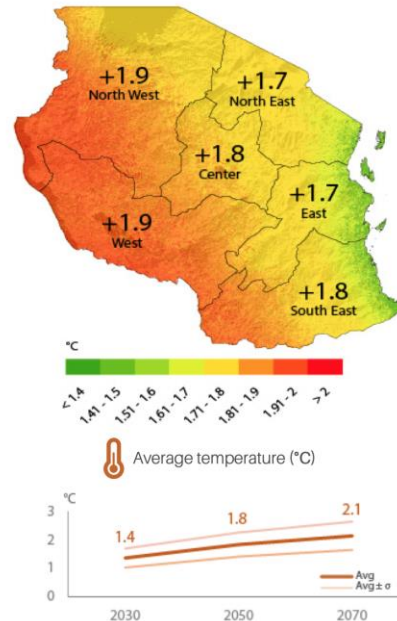 +1.9
North West
+1.7
North East
+1.8
Center
+1.9
West
+1.7
East
+1.8
South East
°C
< 1.4
1.41 - 1.5
1.51 - 1.6
1.61 - 1.7
1.71 - 1.8
1.81 - 1.9
1.91 - 2
> 2
Average temperature (°C)
°C
3
2
1
0
1.4
1.8
2.1
Avg
Avg ± σ
2030
2050
2070